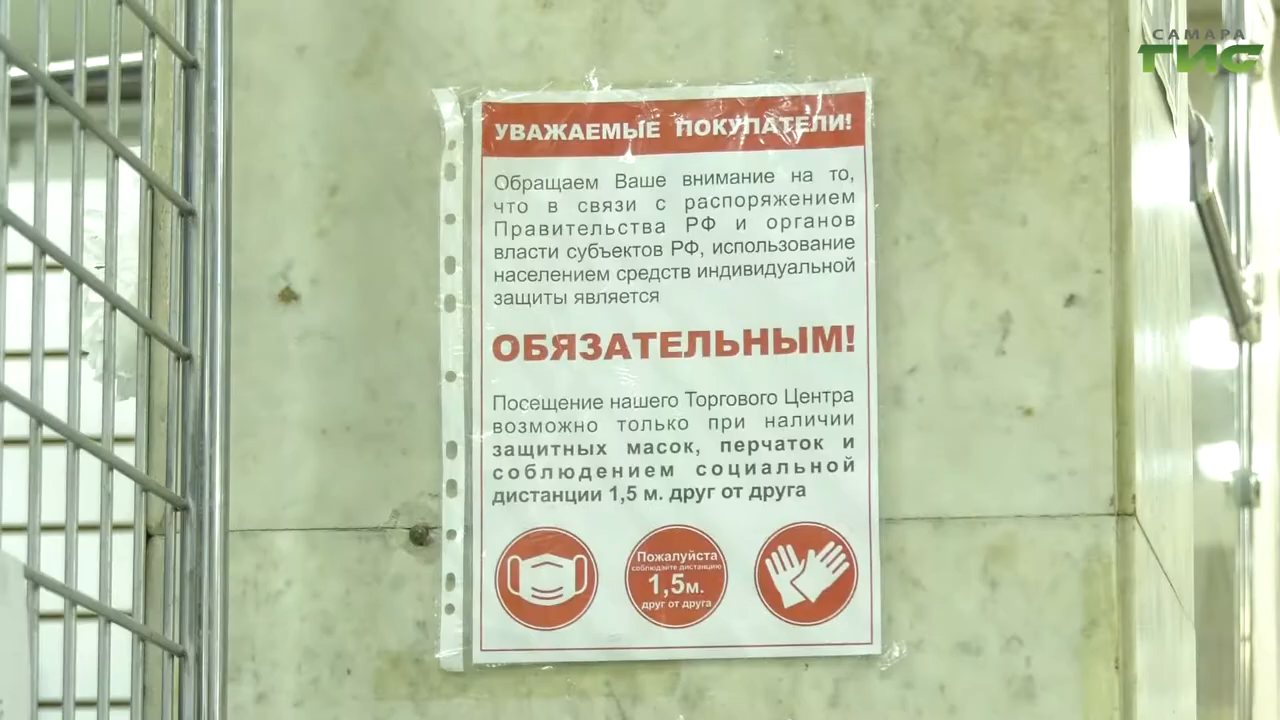 САМАРА
ГИС
УВАЖАЕМЫЕ ПОКУПАТЕЛИ!
Обращаем Ваше внимание на то,
что в связи с распоряжением
Правительства РФ и органов
власти субъектов РФ, использование
населением средств индивидуальной
защиты является
ОБЯЗАТЕЛЬНЫМ!
Посещение нашего Торгового Центра
возможно только при наличии
защитных масок, перчаток и
соблюдением социальной
дистанции 1,5 м. друг от друга
Пожалуйста
соблюдайте дистанцию
1,5м.
друг от друга